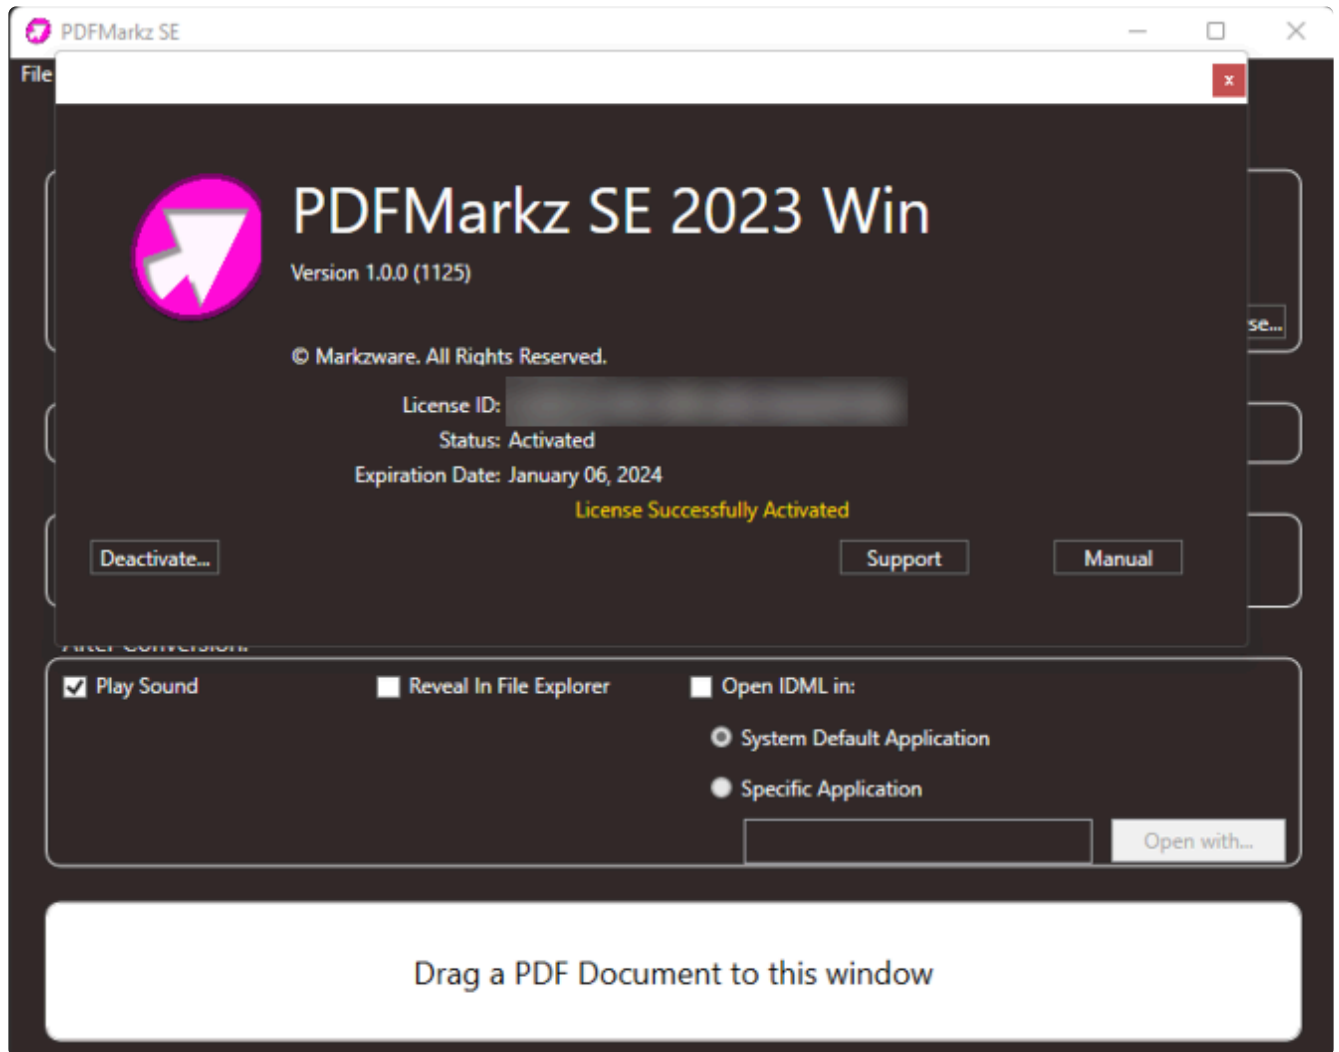 PDFMarkz SE
File
x
PDFMarkz SE 2023 Win
Version 1.0.0 (1125)
se...
© Markzware. All Rights Reserved.
License ID:
Status: Activated
Expiration Date: January 06, 2024
License Successfully Activated
Deactivate...
Support
Manual
After Conversion:
Play Sound
Reveal In File Explorer
Open IDML in:
System Default Application
Specific Application
Open with...
Drag a PDF Document to this window